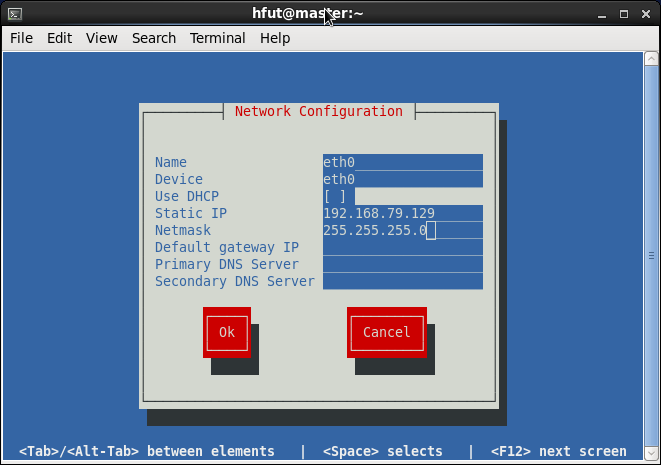 hfut@master:~
File Edit View Search Terminal Help
Network Configuration
Name eth0
Device eth0
Use DHCP [ ]
Static IP 192.168.79.129
Netmask 255.255.255.0
Default gateway IP
Primary DNS Server
Secondary DNS Server
Ok Cancel
<Tab>/<Alt-Tab> between elements | <Space> selects | <F12> next screen